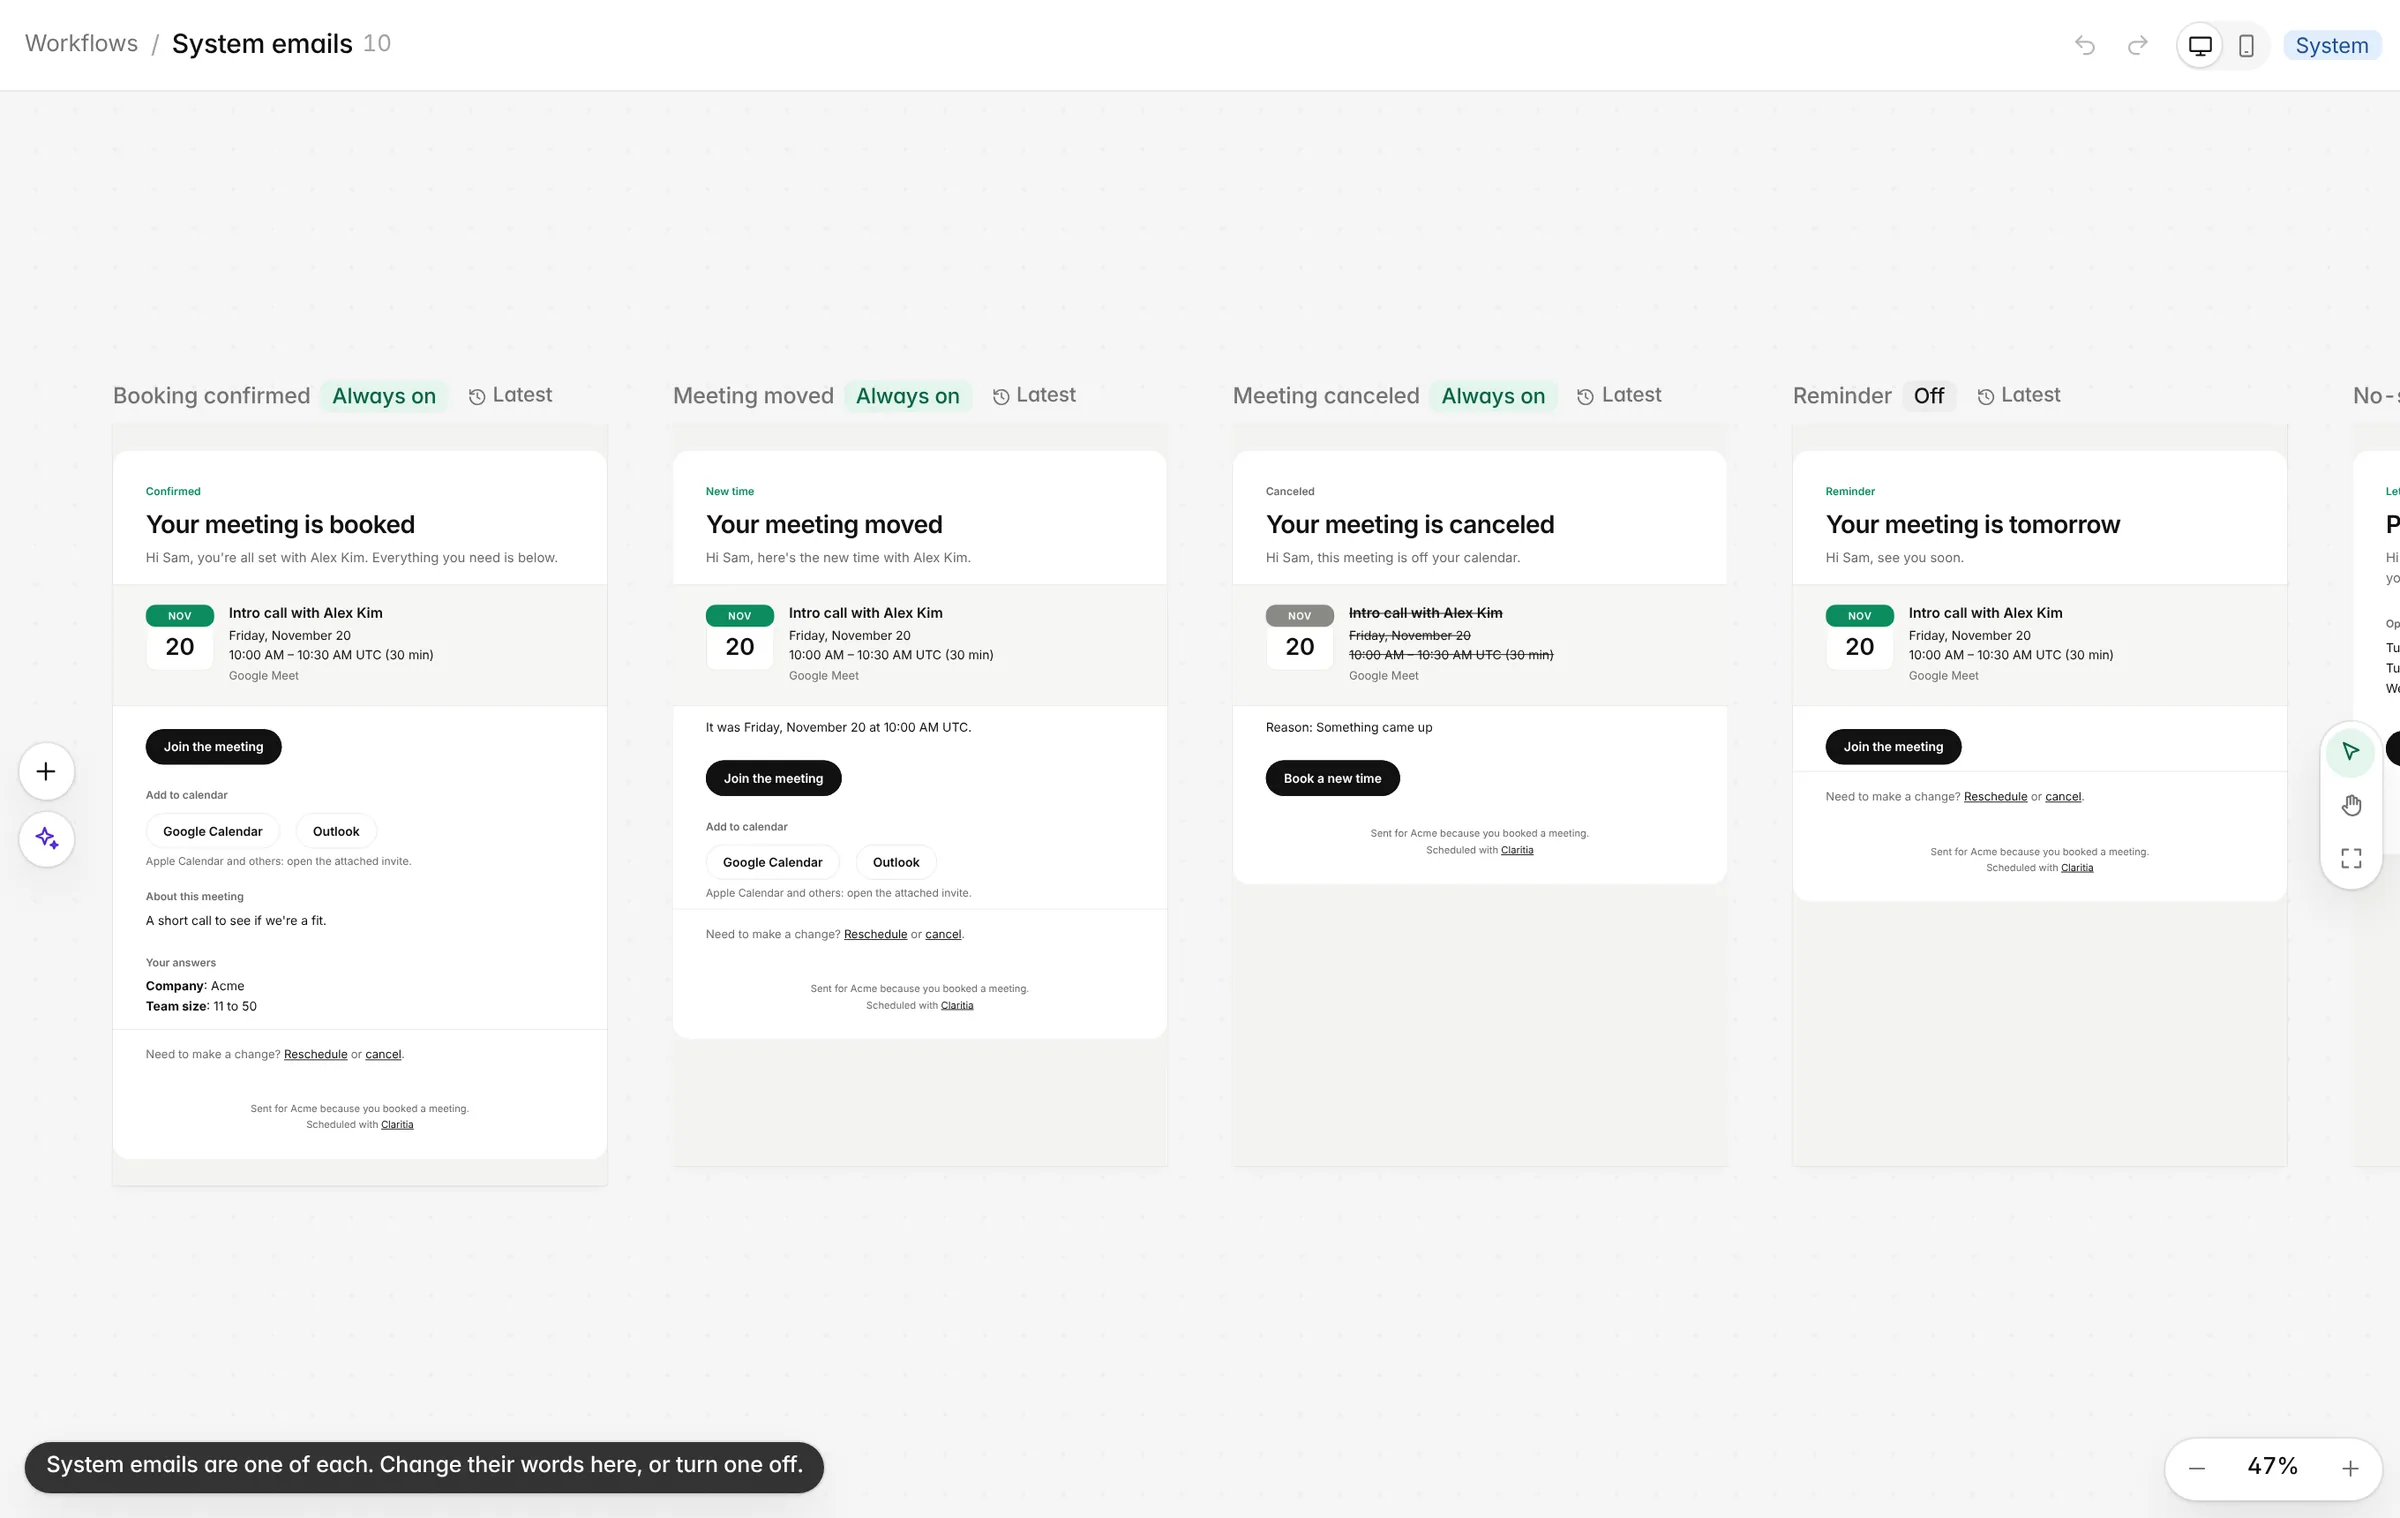 Workflows / System emails 10
System
Booking confirmed Always on Latest
Confirmed
Your meeting is booked
Hi Sam, you're all set with Alex Kim. Everything you need is below.
NOV
20
Intro call with Alex Kim
Friday, November 20
10:00 AM – 10:30 AM UTC (30 min)
Google Meet
Join the meeting
Add to calendar
Google Calendar Outlook
Apple Calendar and others: open the attached invite.
About this meeting
A short call to see if we're a fit.
Your answers
Company: Acme
Team size: 11 to 50
Need to make a change? Reschedule or cancel.
Sent for Acme because you booked a meeting.
Scheduled with Claritia
Meeting moved Always on Latest
New time
Your meeting moved
Hi Sam, here's the new time with Alex Kim.
NOV
20
Intro call with Alex Kim
Friday, November 20
10:00 AM – 10:30 AM UTC (30 min)
Google Meet
It was Friday, November 20 at 10:00 AM UTC.
Join the meeting
Add to calendar
Google Calendar Outlook
Apple Calendar and others: open the attached invite.
Need to make a change? Reschedule or cancel.
Sent for Acme because you booked a meeting.
Scheduled with Claritia
Meeting canceled Always on Latest
Canceled
Your meeting is canceled
Hi Sam, this meeting is off your calendar.
NOV
20
Intro call with Alex Kim
Friday, November 20
10:00 AM – 10:30 AM UTC (30 min)
Google Meet
Reason: Something came up
Book a new time
Sent for Acme because you booked a meeting.
Scheduled with Claritia
Reminder Off Latest
Reminder
Your meeting is tomorrow
Hi Sam, see you soon.
NOV
20
Intro call with Alex Kim
Friday, November 20
10:00 AM – 10:30 AM UTC (30 min)
Google Meet
Join the meeting
Need to make a change? Reschedule or cancel.
Sent for Acme because you booked a meeting.
Scheduled with Claritia
Hi
System emails are one of each. Change their words here, or turn one off.
47%